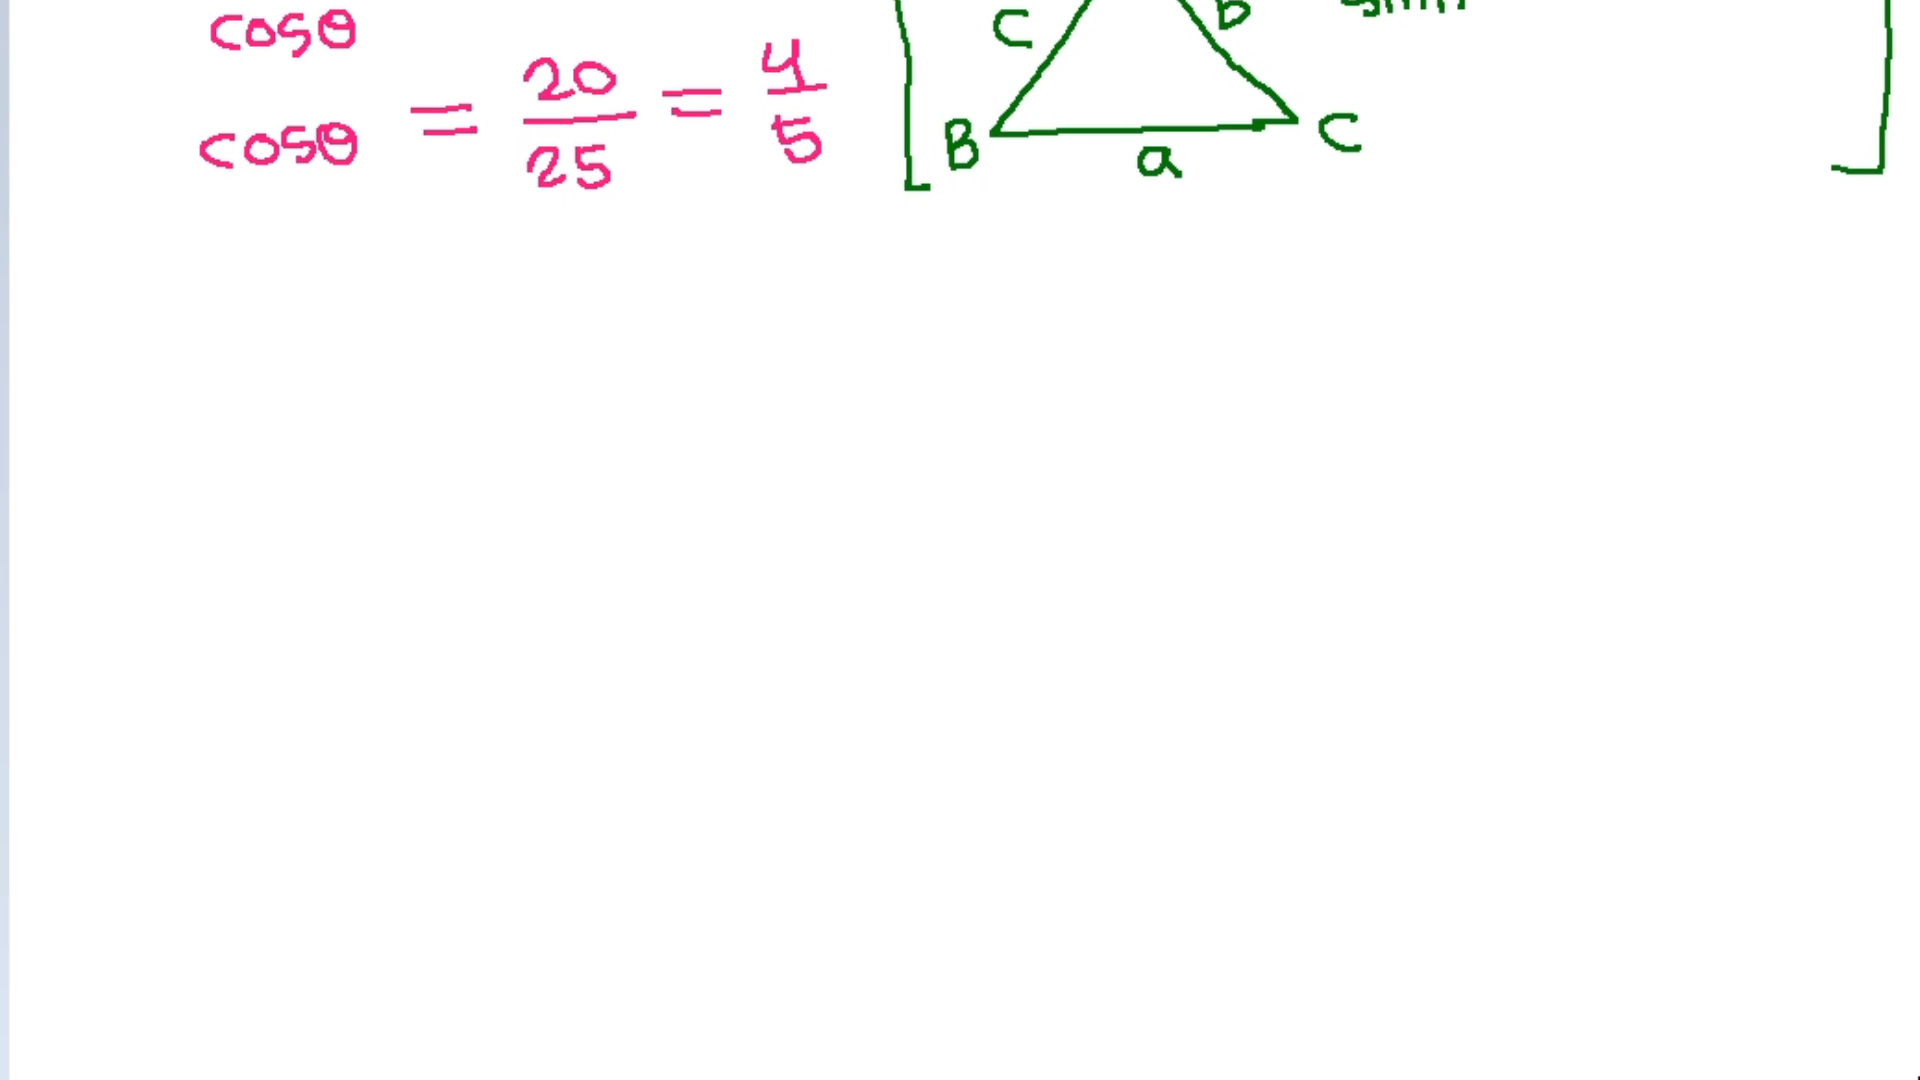 cosθ
cosθ = 20/25 = 4/5
c b
B a C